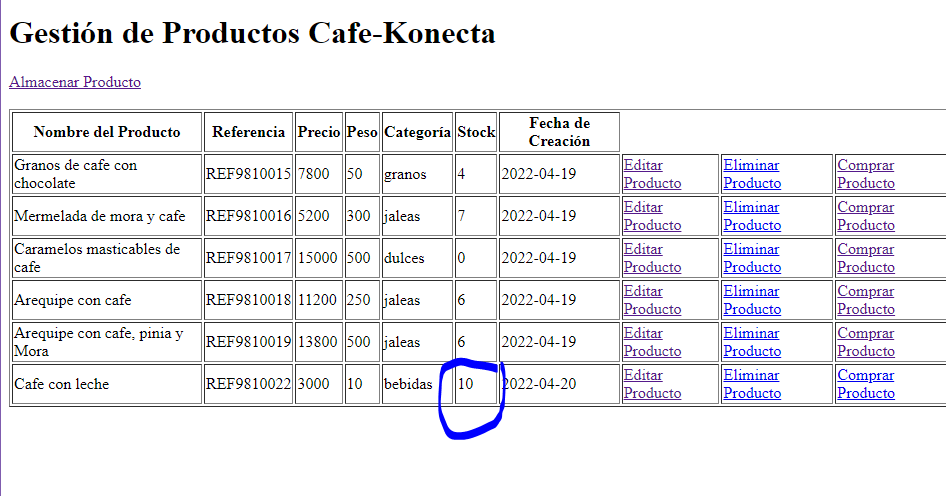 Gestión de Productos Cafe-Konecta
Almacenar Producto
Nombre del Producto Referencia Precio Peso Categoría Stock Fecha de Creación
Granos de cafe con chocolate REF9810015 7800 50 granos 4 2022-04-19 Editar Producto Eliminar Producto Comprar Producto
Mermelada de mora y cafe REF9810016 5200 300 jaleas 7 2022-04-19 Editar Producto Eliminar Producto Comprar Producto
Caramelos masticables de cafe REF9810017 15000 500 dulces 0 2022-04-19 Editar Producto Eliminar Producto Comprar Producto
Arequipe con cafe REF9810018 11200 250 jaleas 6 2022-04-19 Editar Producto Eliminar Producto Comprar Producto
Arequipe con cafe, pinia y Mora REF9810019 13800 500 jaleas 6 2022-04-19 Editar Producto Eliminar Producto Comprar Producto
Cafe con leche REF9810022 3000 10 bebidas 10 2022-04-20 Editar Producto Eliminar Producto Comprar Producto